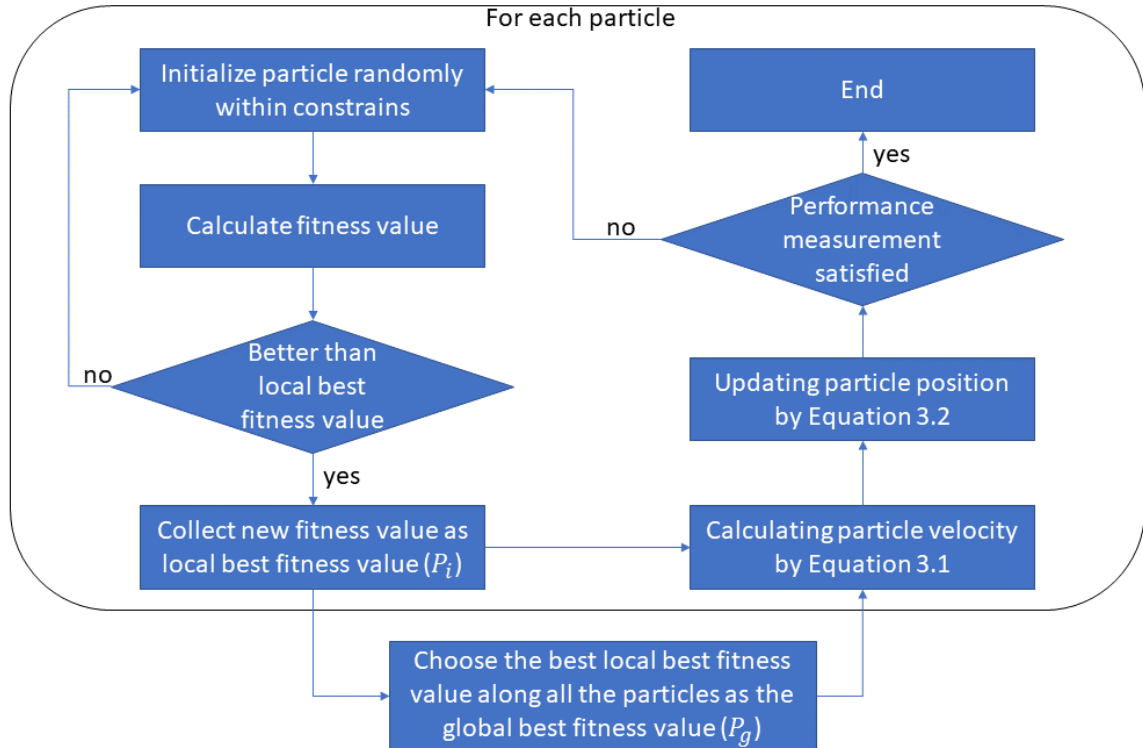 For each particle
Initialize particle randomly
within constrains
Calculate fitness value
Better than
local best
fitness value
no
yes
Collect new fitness value as
local best fitness value (P_i)
Choose the best local best fitness
value along all the particles as the
global best fitness value (P_g)
Calculating particle velocity
by Equation 3.1
Updating particle position
by Equation 3.2
Performance
measurement
satisfied
no
yes
End